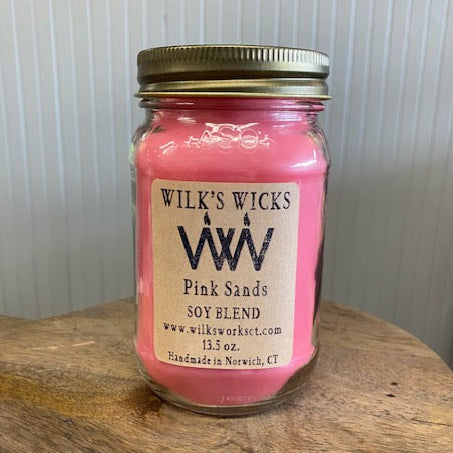 WILK'S WICKS
WW
Pink Sands
SOY BLEND
www.wilksworksct.com
13.5 oz.
Handmade in Norwich, CT